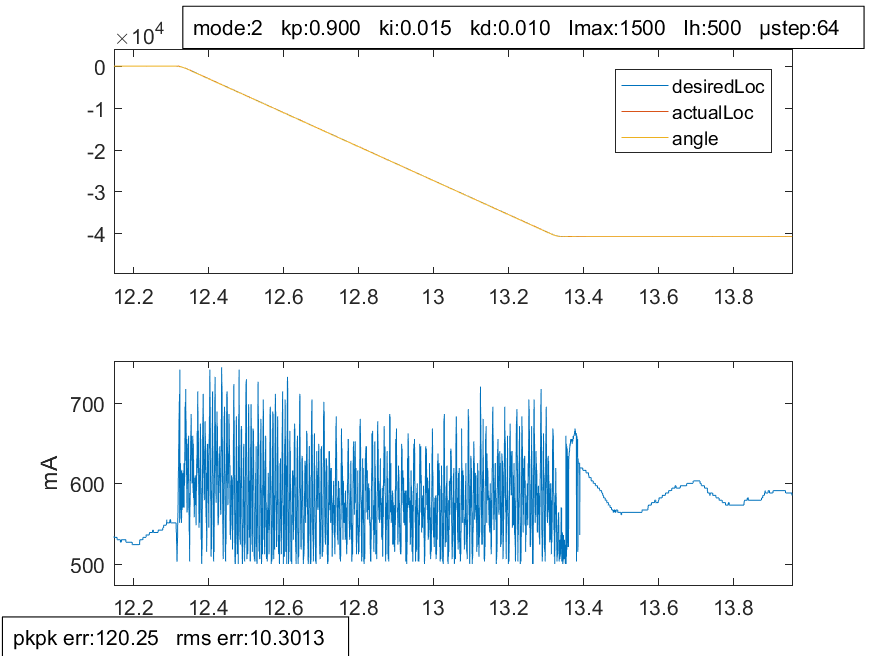 mode:2 kp:0.900 ki:0.015 kd:0.010 Imax:1500 Ih:500 µstep:64
×10⁴
0
-1
-2
-3
-4
desiredLoc
actualLoc
angle
12.2 12.4 12.6 12.8 13 13.2 13.4 13.6 13.8
700
600
500
mA
12.2 12.4 12.6 12.8 13 13.2 13.4 13.6 13.8
pkpk err:120.25 rms err:10.3013